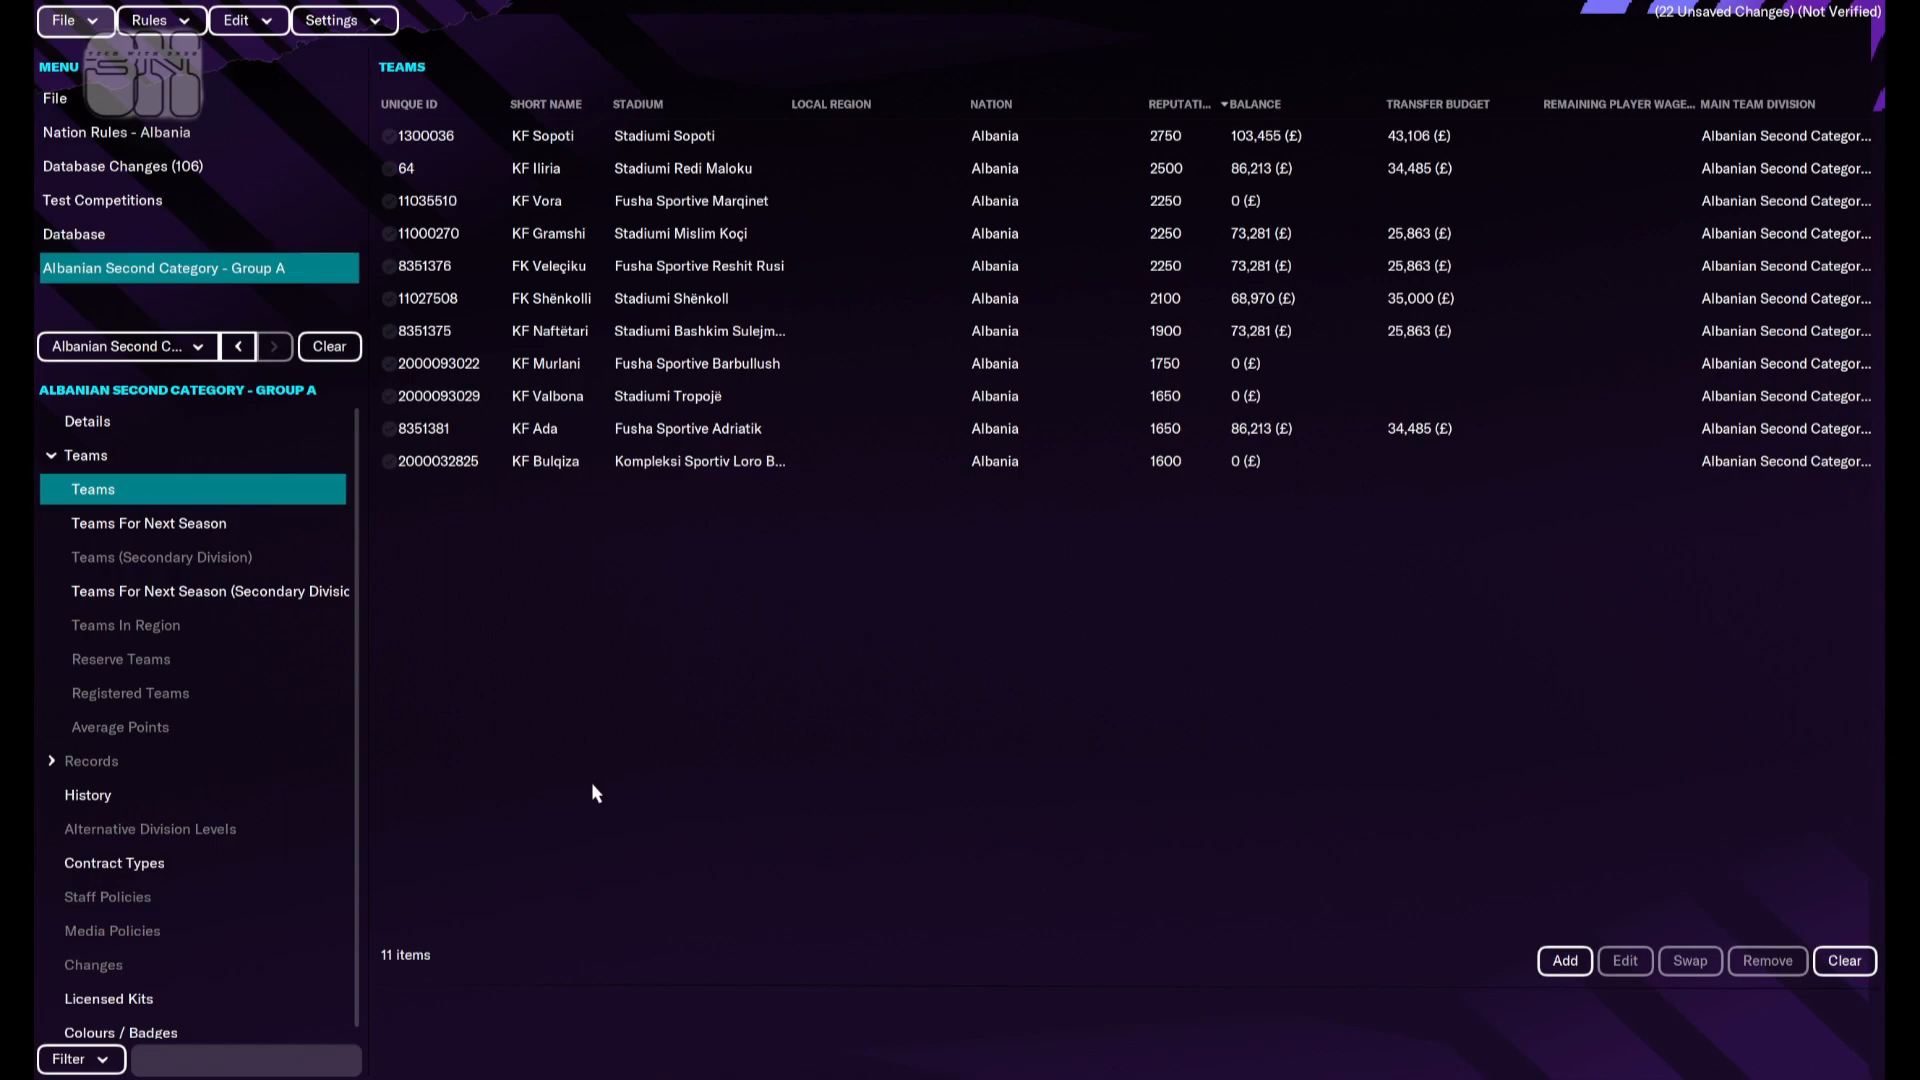 File Rules Edit Settings (22 Unsaved Changes) (Not Verified)
MENU
File
Nation Rules - Albania
Database Changes (106)
Test Competitions
Database
Albanian Second Category - Group A
Albanian Second C... Clear
ALBANIAN SECOND CATEGORY - GROUP A
Details
Teams
Teams
Teams For Next Season
Teams (Secondary Division)
Teams For Next Season (Secondary Divisic
Teams In Region
Reserve Teams
Registered Teams
Average Points
Records
History
Alternative Division Levels
Contract Types
Staff Policies
Media Policies
Changes
Licensed Kits
Colours / Badges
Filter
TEAMS
UNIQUE ID SHORT NAME STADIUM LOCAL REGION NATION REPUTATI... BALANCE TRANSFER BUDGET REMAINING PLAYER WAGE... MAIN TEAM DIVISION
1300036 KF Sopoti Stadiumi Sopoti Albania 2750 103,455 (£) 43,106 (£) Albanian Second Categor...
64 KF Iliria Stadiumi Redi Maloku Albania 2500 86,213 (£) 34,485 (£) Albanian Second Categor...
11035510 KF Vora Fusha Sportive Marqinet Albania 2250 0 (£) Albanian Second Categor...
11000270 KF Gramshi Stadiumi Mislim Koçi Albania 2250 73,281 (£) 25,863 (£) Albanian Second Categor...
8351376 FK Veleçiku Fusha Sportive Reshit Rusi Albania 2250 73,281 (£) 25,863 (£) Albanian Second Categor...
11027508 FK Shënkolli Stadiumi Shënkoll Albania 2100 68,970 (£) 35,000 (£) Albanian Second Categor...
8351375 KF Naftëtari Stadiumi Bashkim Sulejm... Albania 1900 73,281 (£) 25,863 (£) Albanian Second Categor...
2000093022 KF Murlani Fusha Sportive Barbullush Albania 1750 0 (£) Albanian Second Categor...
2000093029 KF Valbona Stadiumi Tropojë Albania 1650 0 (£) Albanian Second Categor...
8351381 KF Ada Fusha Sportive Adriatik Albania 1650 86,213 (£) 34,485 (£) Albanian Second Categor...
2000032825 KF Bulqiza Kompleksi Sportiv Loro B... Albania 1600 0 (£) Albanian Second Categor...
11 items Add Edit Swap Remove Clear